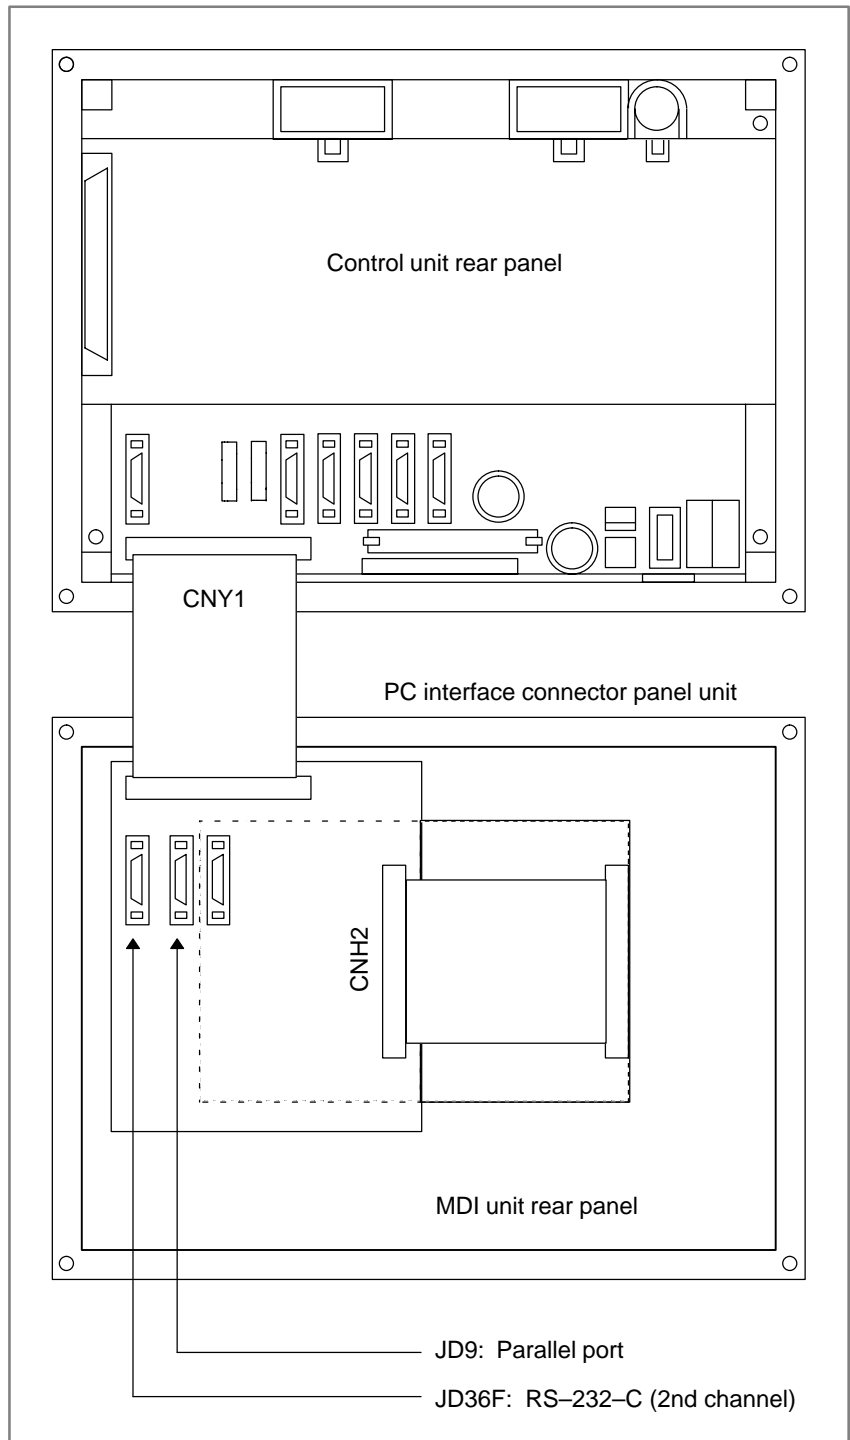 Control unit rear panel
CNY1
PC interface connector panel unit
CNH2
MDI unit rear panel
JD9: Parallel port
JD36F: RS–232–C (2nd channel)